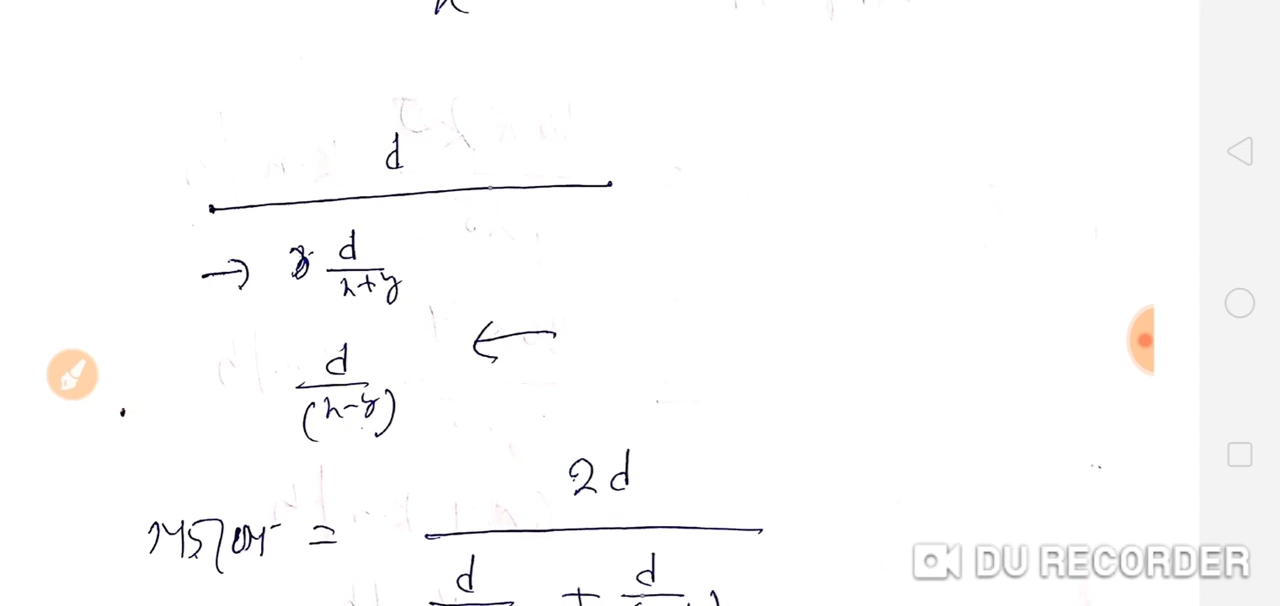 d
d
x+y
d
(x-y)
2d
=
d + d
DU RECORDER